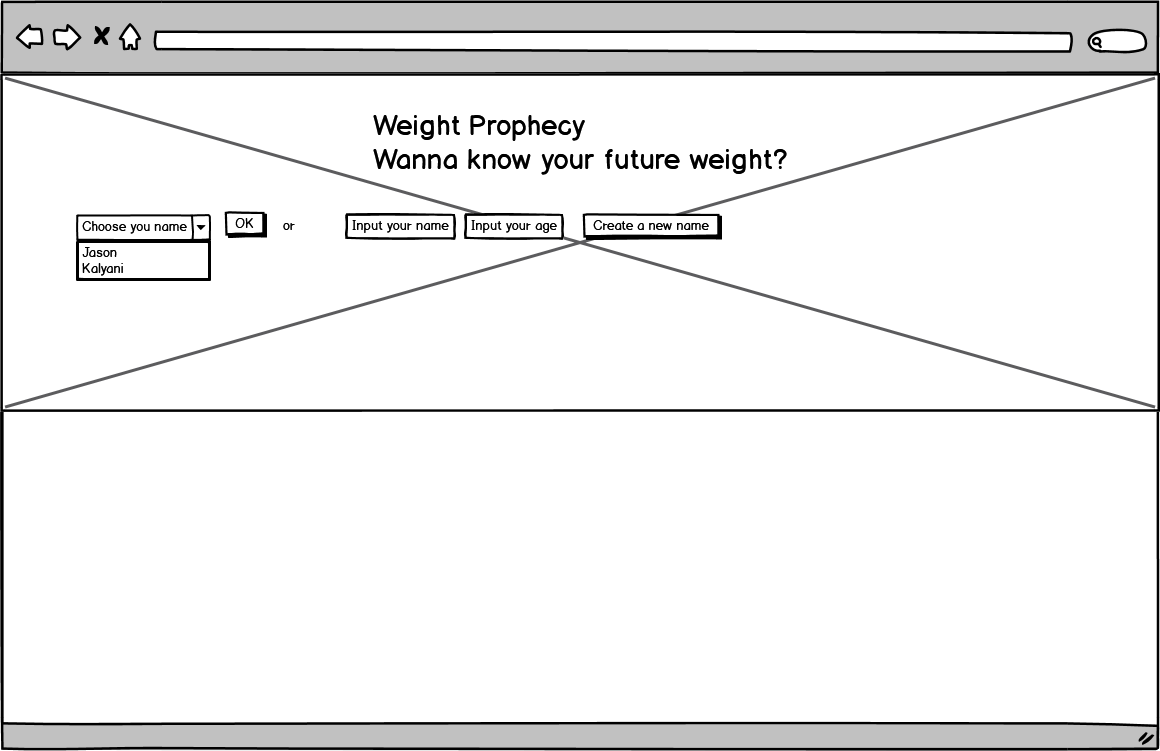 Weight Prophecy
Wanna know your future weight?
Choose you name OK or Input your name Input your age Create a new name
Jason
Kalyani